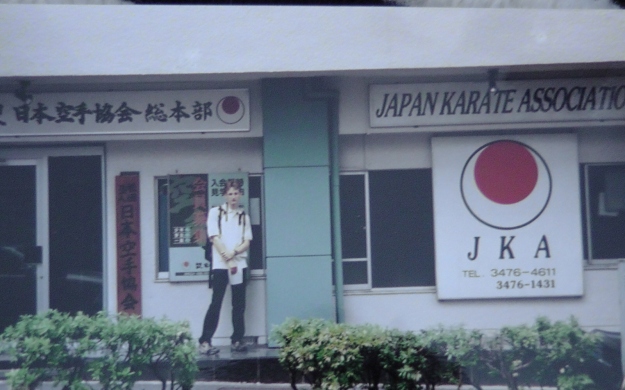 日本空手協会 総本部
JAPAN KARATE ASSOCIATIO
日本空手協会
JKA
TEL. 3476-4611
3476-1431